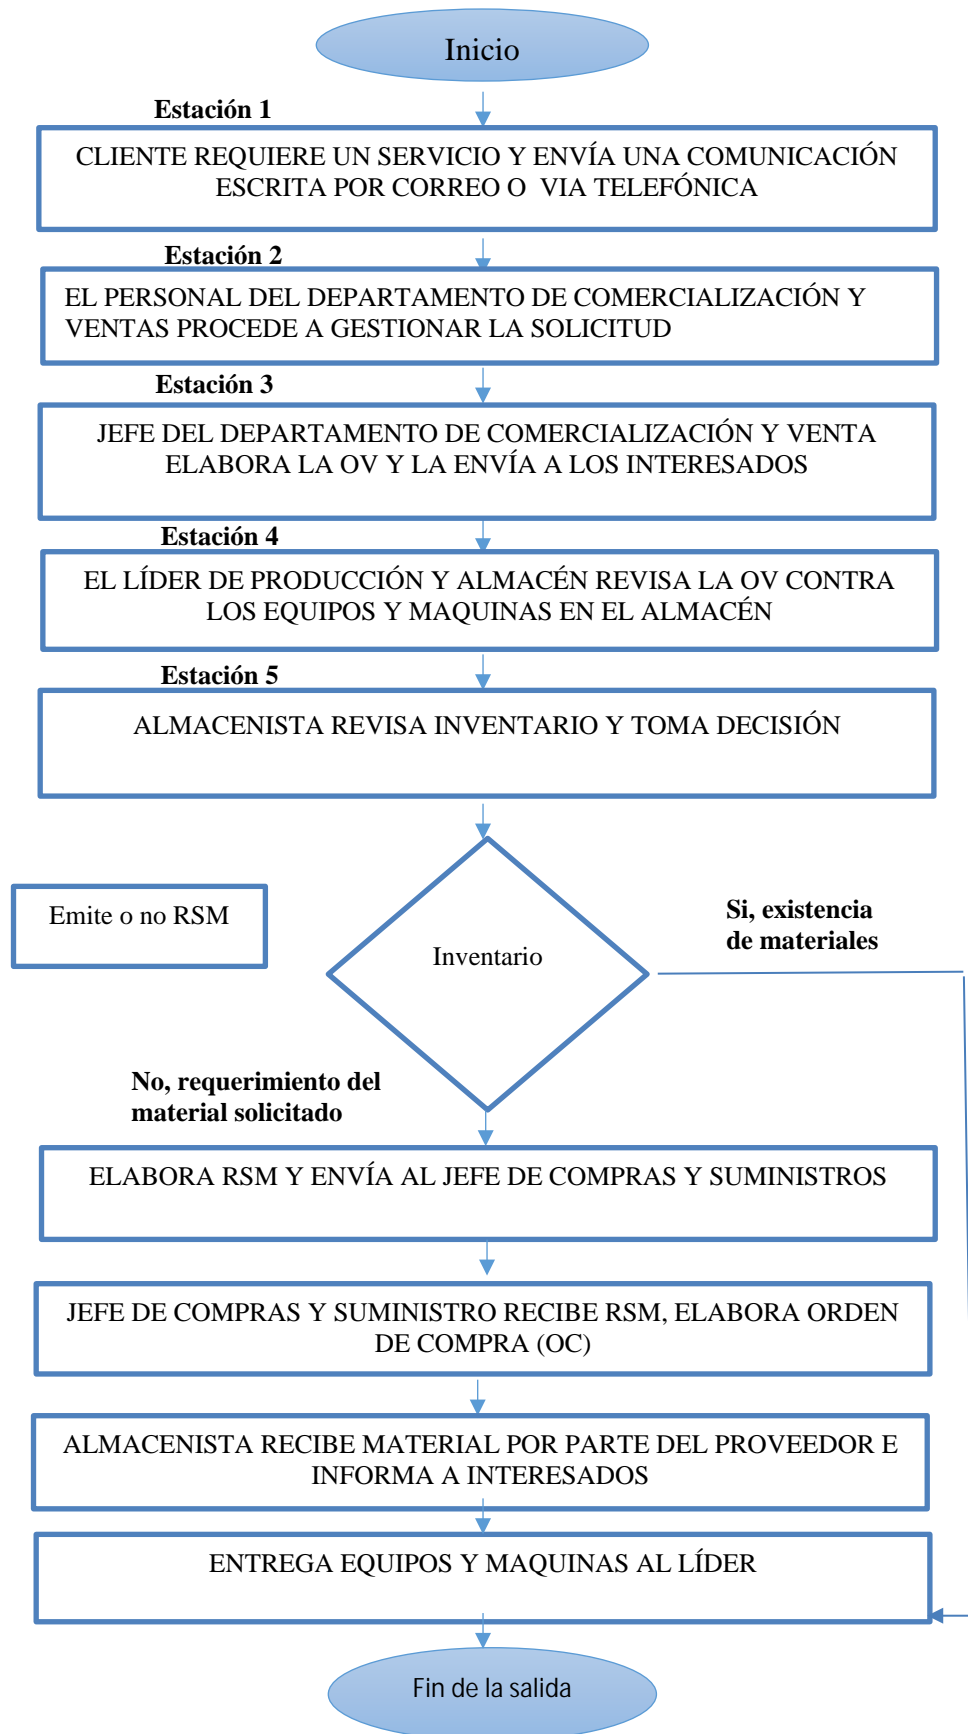 Inicio
Estación 1
CLIENTE REQUIERE UN SERVICIO Y ENVÍA UNA COMUNICACIÓN
ESCRITA POR CORREO O VIA TELEFÓNICA
Estación 2
EL PERSONAL DEL DEPARTAMENTO DE COMERCIALIZACIÓN Y
VENTAS PROCEDE A GESTIONAR LA SOLICITUD
Estación 3
JEFE DEL DEPARTAMENTO DE COMERCIALIZACIÓN Y VENTA
ELABORA LA OV Y LA ENVÍA A LOS INTERESADOS
Estación 4
EL LÍDER DE PRODUCCIÓN Y ALMACÉN REVISA LA OV CONTRA
LOS EQUIPOS Y MAQUINAS EN EL ALMACÉN
Estación 5
ALMACENISTA REVISA INVENTARIO Y TOMA DECISIÓN
Emite o no RSM
Inventario
Si, existencia
de materiales
No, requerimiento del
material solicitado
ELABORA RSM Y ENVÍA AL JEFE DE COMPRAS Y SUMINISTROS
JEFE DE COMPRAS Y SUMINISTRO RECIBE RSM, ELABORA ORDEN
DE COMPRA (OC)
ALMACENISTA RECIBE MATERIAL POR PARTE DEL PROVEEDOR E
INFORMA A INTERESADOS
ENTREGA EQUIPOS Y MAQUINAS AL LÍDER
Fin de la salida